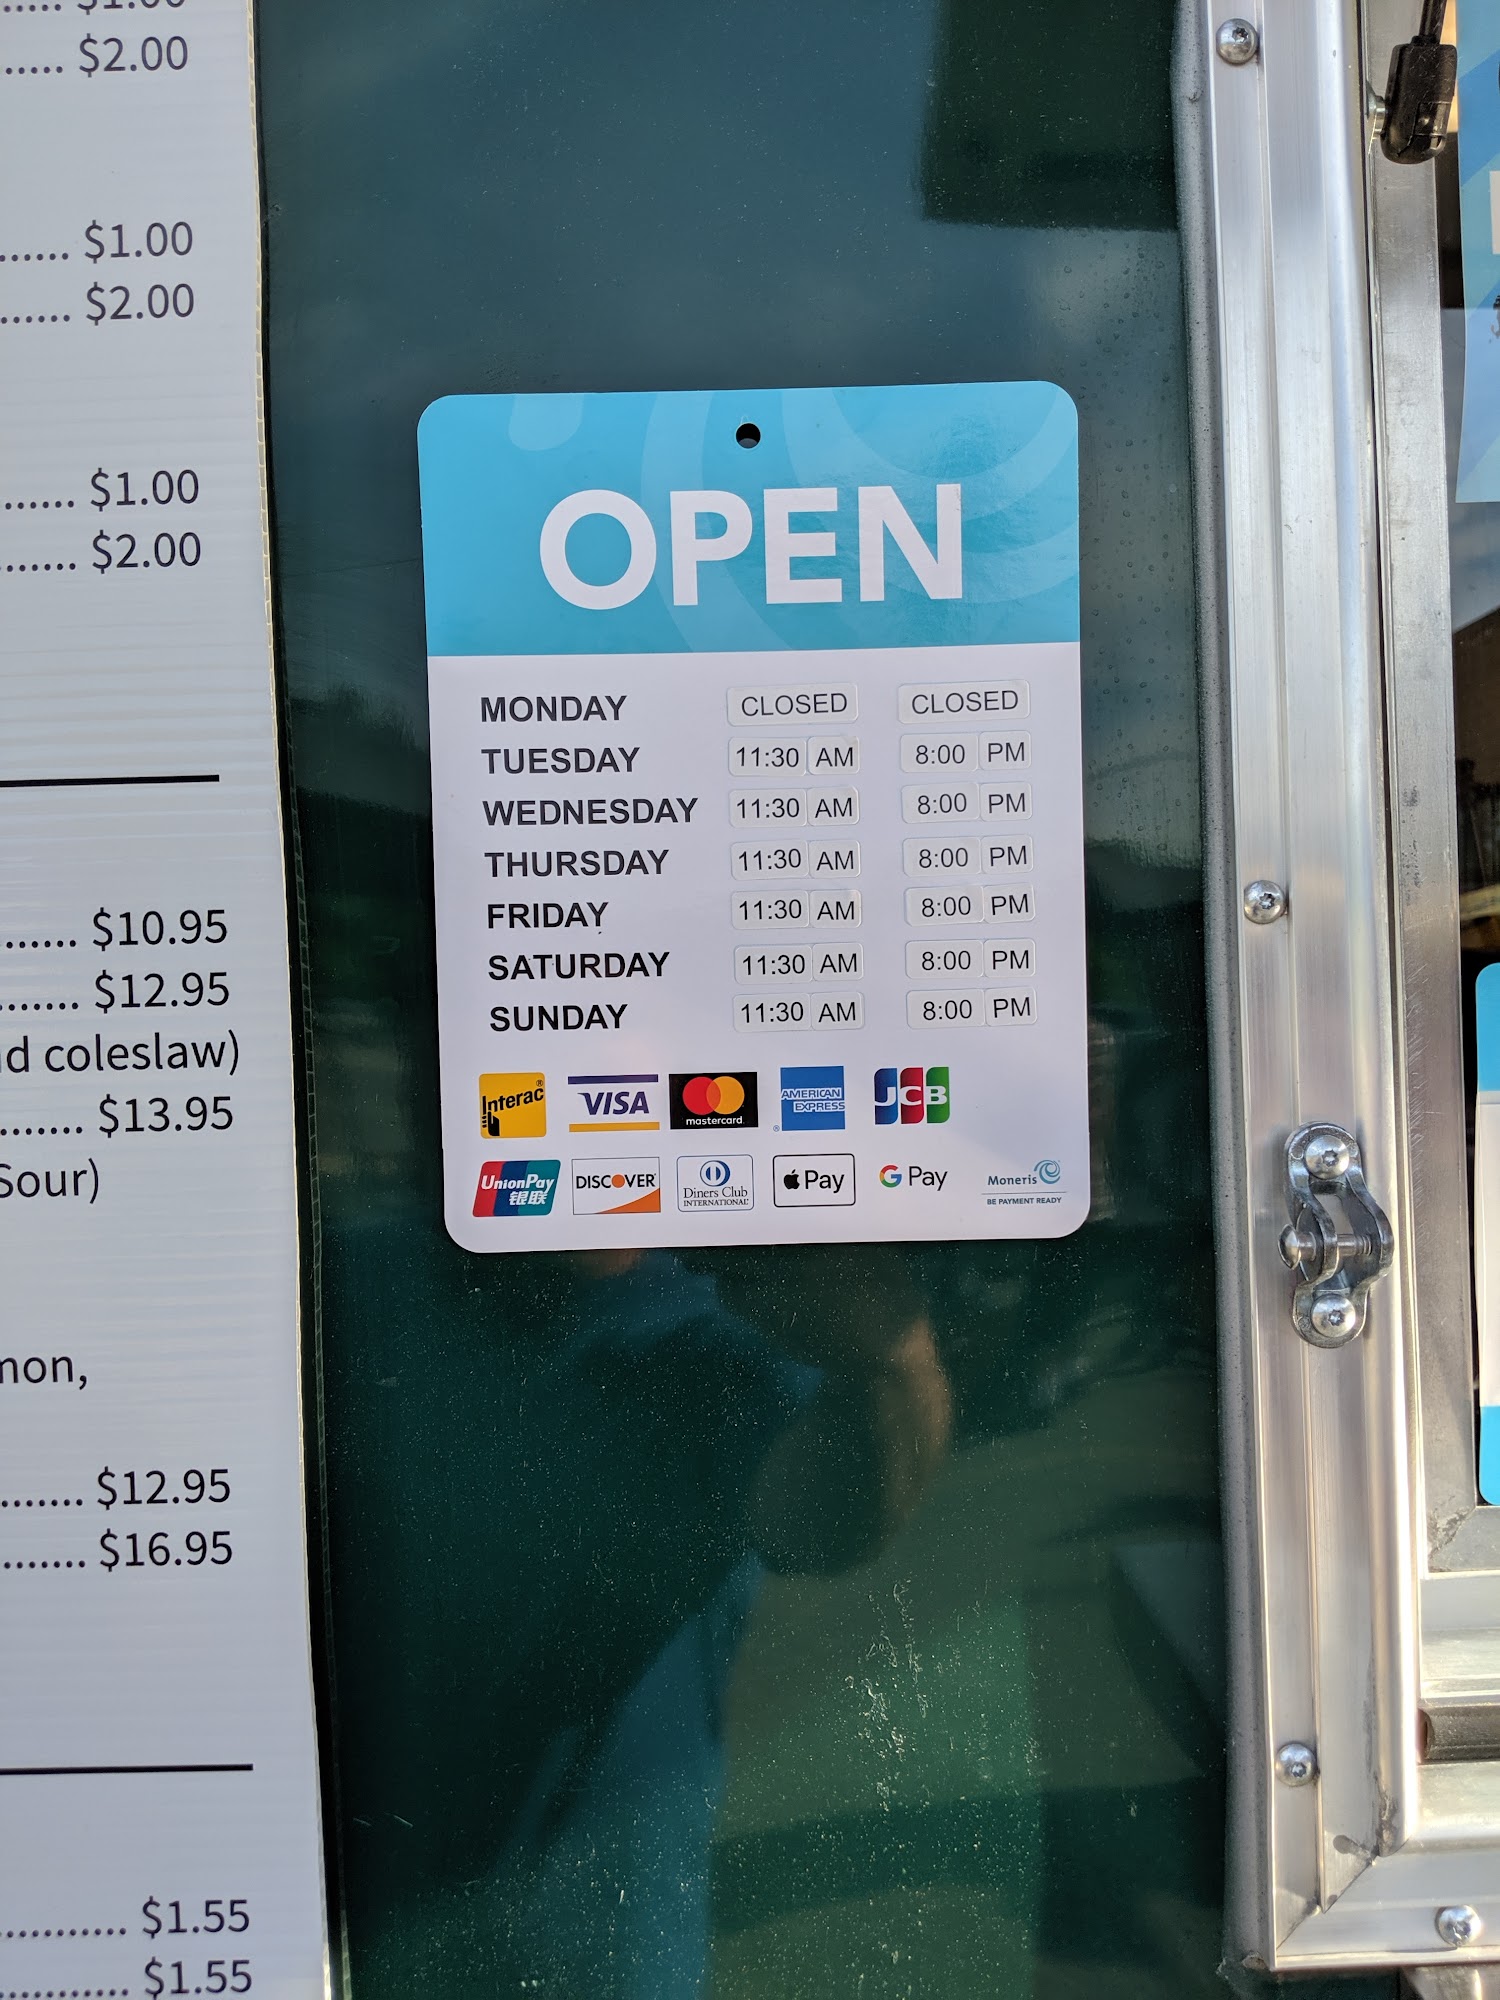 ..... $1.00
..... $2.00
...... $1.00
...... $2.00
...... $1.00
....... $2.00
...... $10.95
....... $12.95
coleslaw)
....... $13.95
Sour)
....... $12.95
....... $16.95
.......... $1.55
.......... $1.55
OPEN
MONDAY CLOSED CLOSED
TUESDAY 11:30 AM 8:00 PM
WEDNESDAY 11:30 AM 8:00 PM
THURSDAY 11:30 AM 8:00 PM
FRIDAY 11:30 AM 8:00 PM
SATURDAY 11:30 AM 8:00 PM
SUNDAY 11:30 AM 8:00 PM
Interac® VISA mastercard AMERICAN EXPRESS® JCB
UnionPay 银联 DISCOVER Diners Club INTERNATIONAL® Pay G Pay Moneris
BE PAYMENT READY